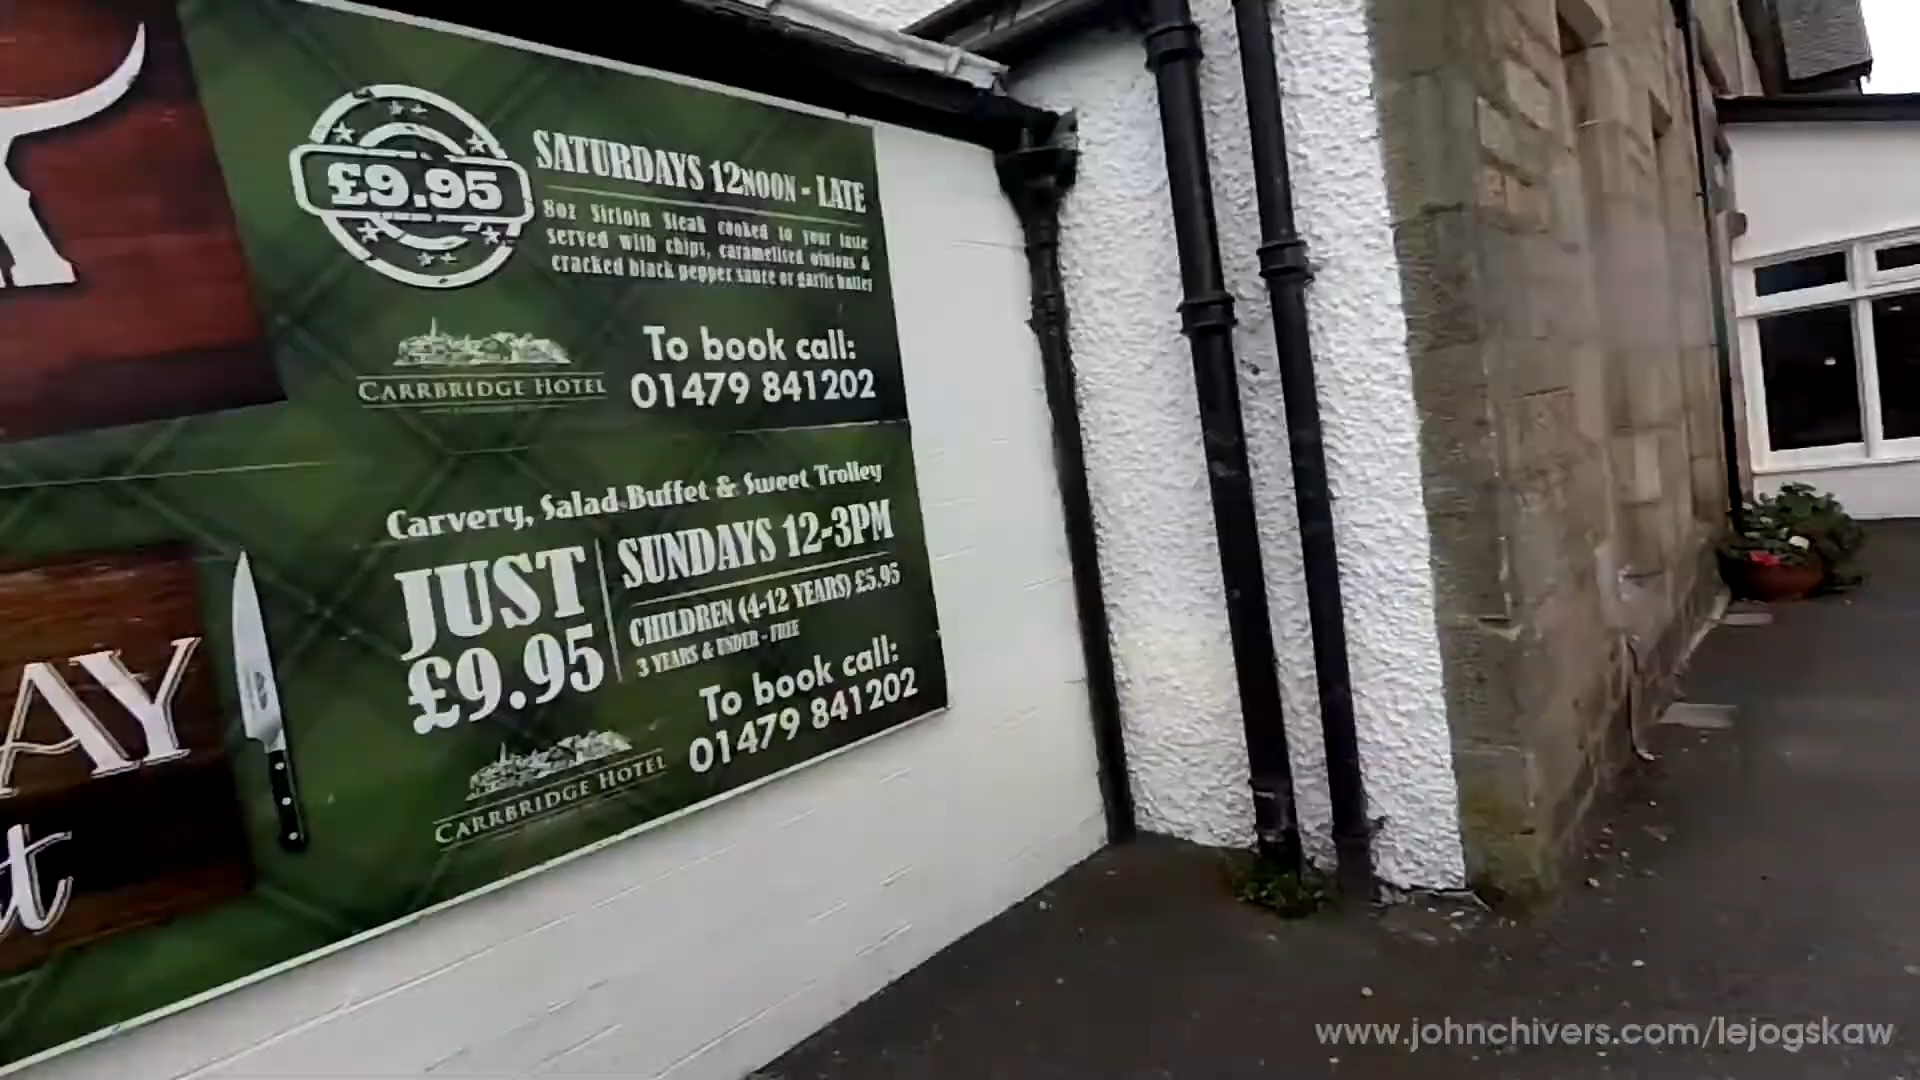 £9.95
SATURDAYS 12NOON - LATE
8oz Sirloin Steak cooked to your taste
served with chips, caramelised onions &
cracked black pepper sauce or garlic butter
CARRBRIDGE HOTEL
To book call:
01479 841202
Carvery, Salad Buffet & Sweet Trolley
JUST
£9.95
SUNDAYS 12-3PM
CHILDREN (4-12 YEARS) £5.95
3 YEARS & UNDER - FREE
To book call:
01479 841202
CARRBRIDGE HOTEL
AY
www.johnchivers.com/lejogskaw